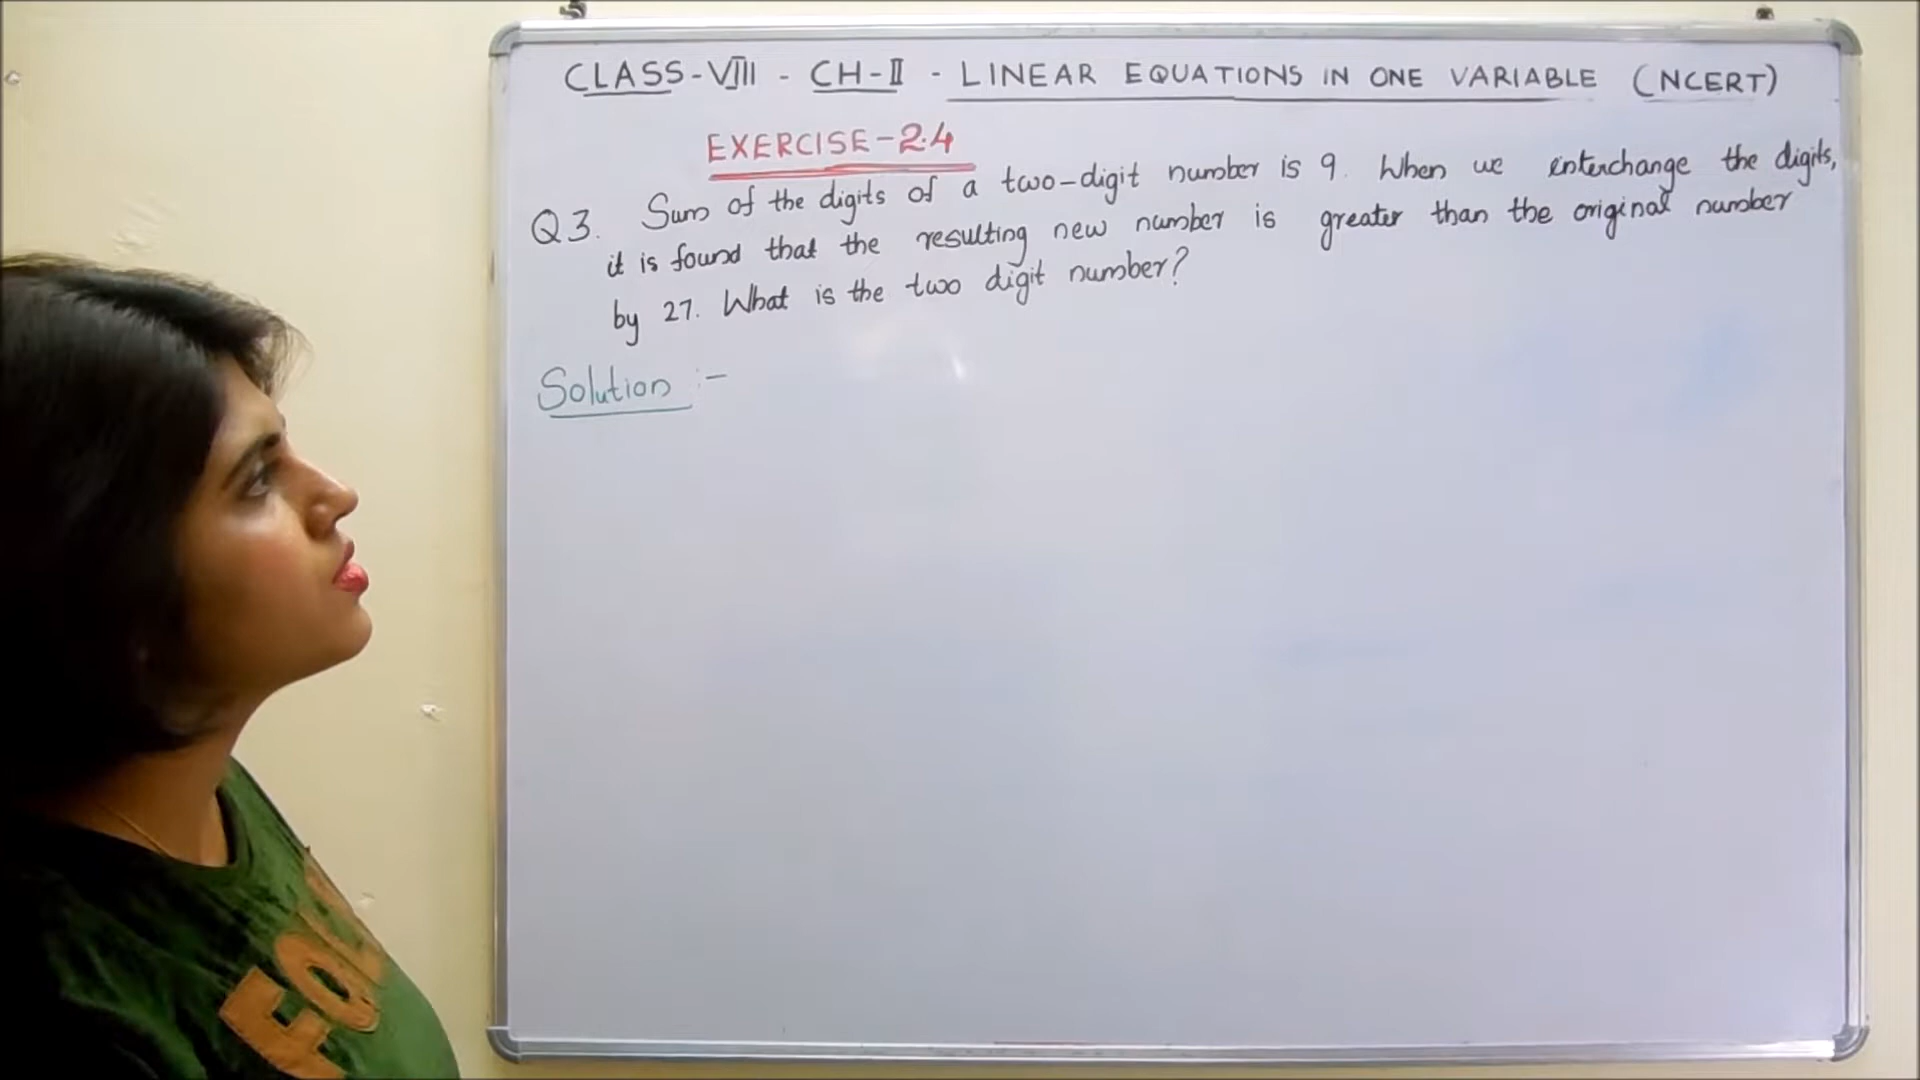 CLASS-VIII - CH-II - LINEAR EQUATIONS IN ONE VARIABLE (NCERT)
EXERCISE-2.4
Q3. Sum of the digits of a two-digit number is 9. When we interchange the digits,
it is found that the resulting new number is greater than the original number
by 27. What is the two digit number?
Solution :-